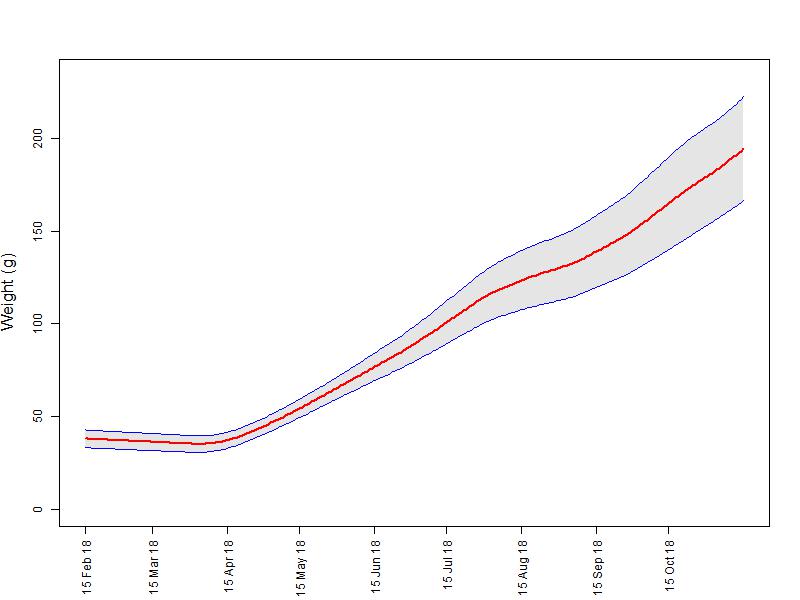 Weight (g)
200
150
100
50
0
15 Feb 18
15 Mar 18
15 Apr 18
15 May 18
15 Jun 18
15 Jul 18
15 Aug 18
15 Sep 18
15 Oct 18